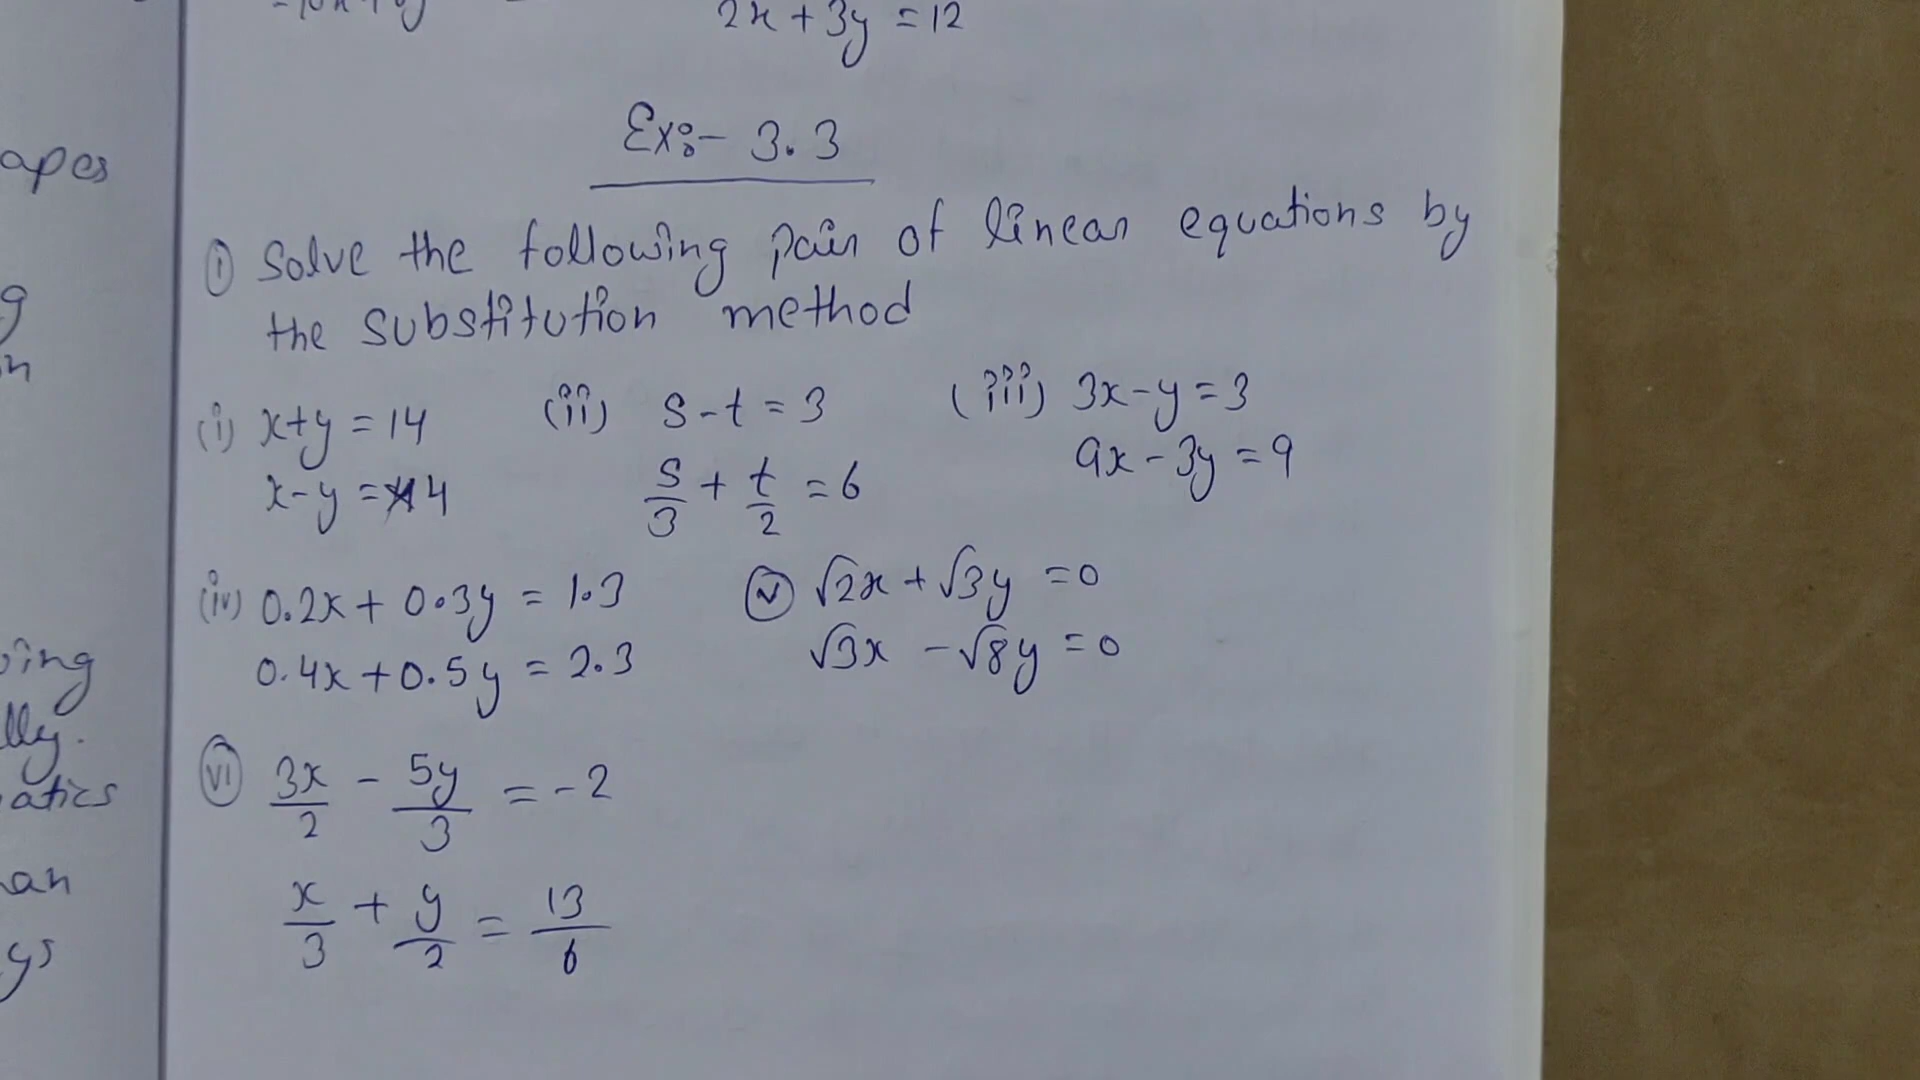 2x + 3y = 12
apes
Ex:- 3.3
① Solve the following pair of linear equations by
the substitution method
(i) x+y = 14 (ii) s-t = 3 (iii) 3x-y = 3
x-y = 4 s/3 + t/2 = 6 9x-3y = 9
(iv) 0.2x + 0.3y = 1.3 (v) √2x + √3y = 0
0.4x + 0.5y = 2.3 √3x - √8y = 0
(vi) 3x/2 - 5y/3 = -2
atics
x/3 + y/2 = 13/6